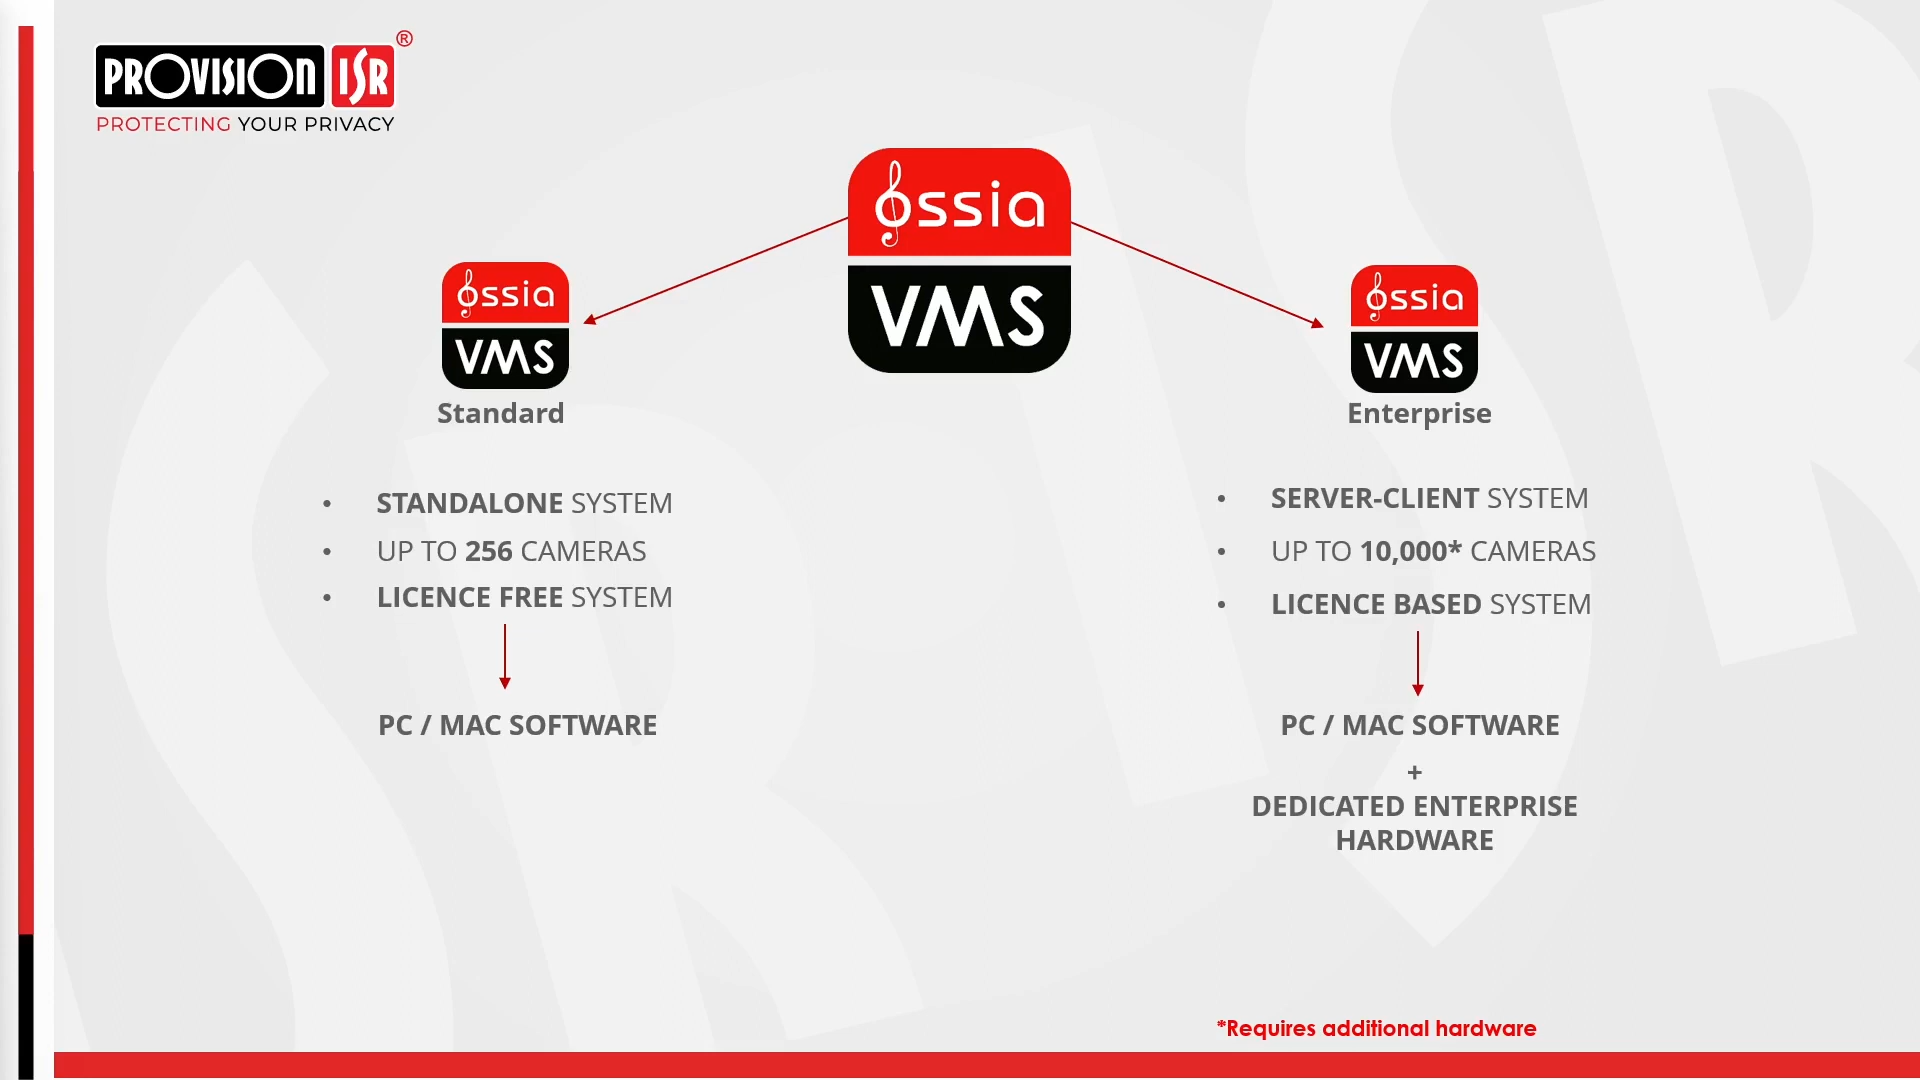 PROVISION ISR®
PROTECTING YOUR PRIVACY
ossia
VMS
ossia
VMS
Standard
• STANDALONE SYSTEM
• UP TO 256 CAMERAS
• LICENCE FREE SYSTEM
PC / MAC SOFTWARE
ossia
VMS
Enterprise
• SERVER-CLIENT SYSTEM
• UP TO 10,000* CAMERAS
• LICENCE BASED SYSTEM
PC / MAC SOFTWARE
+
DEDICATED ENTERPRISE
HARDWARE
*Requires additional hardware